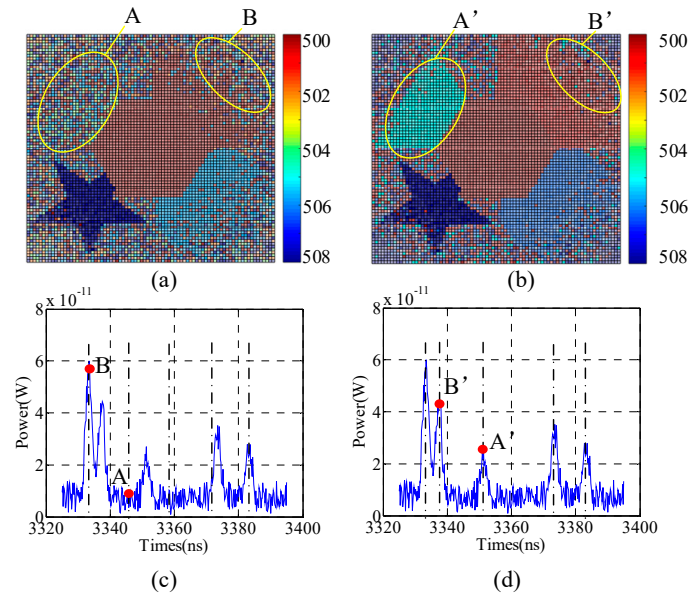 A B A’ B’
500 500
502 502
504 504
506 506
508 508
(a) (b)
x 10⁻¹¹ x 10⁻¹¹
8 8
6 6
B
B’
4 4
A’
2 2
A
Power(W) Power(W)
3320 3340 3360 3380 3400 3320 3340 3360 3380 3400
Times(ns) Times(ns)
(c) (d)